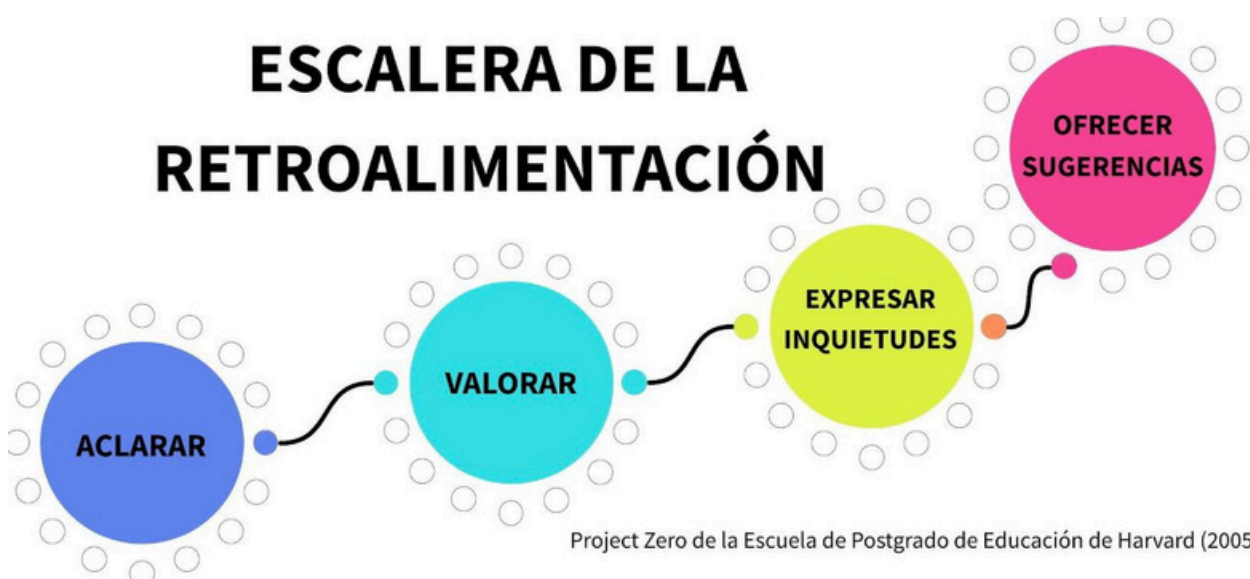 ESCALERA DE LA
RETROALIMENTACIÓN
ACLARAR
VALORAR
EXPRESAR
INQUIETUDES
OFRECER
SUGERENCIAS
Project Zero de la Escuela de Postgrado de Educación de Harvard (2005